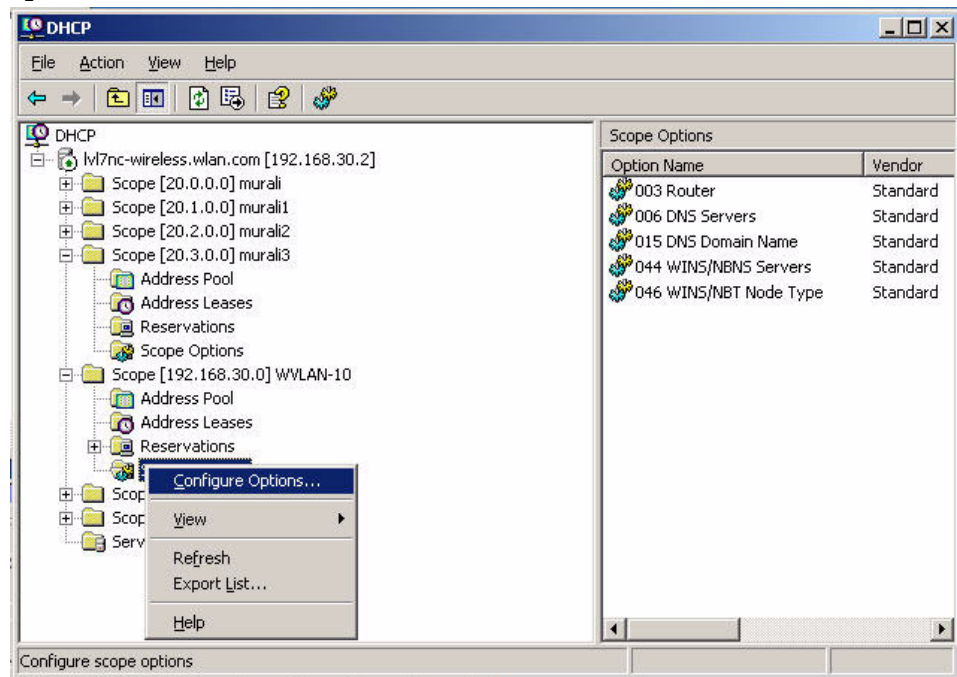 DHCP
File Action View Help
DHCP
lvl7nc-wireless.wlan.com [192.168.30.2]
Scope [20.0.0.0] murali
Scope [20.1.0.0] murali1
Scope [20.2.0.0] murali2
Scope [20.3.0.0] murali3
Address Pool
Address Leases
Reservations
Scope Options
Scope [192.168.30.0] WVLAN-10
Address Pool
Address Leases
Reservations
Configure Options...
View
Refresh
Export List...
Help
Scope Options
Option Name Vendor
003 Router Standard
006 DNS Servers Standard
015 DNS Domain Name Standard
044 WINS/NBNS Servers Standard
046 WINS/NBT Node Type Standard
Configure scope options